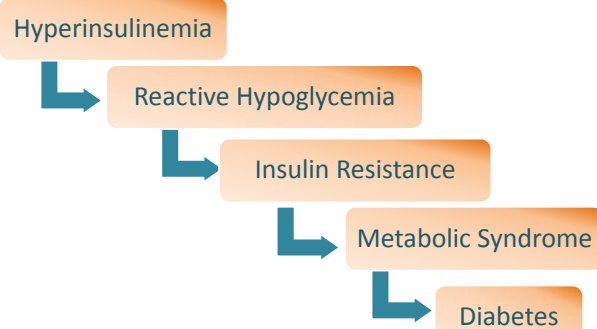 Hyperinsulinemia
Reactive Hypoglycemia
Insulin Resistance
Metabolic Syndrome
Diabetes